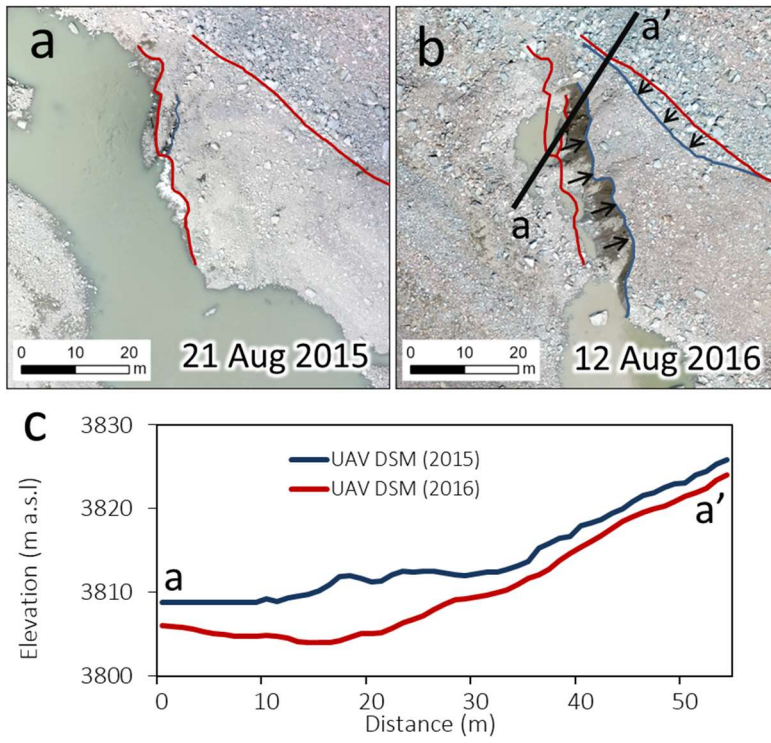 a
b
a'
a
0 10 20
m
21 Aug 2015
0 10 20
m
12 Aug 2016
c
3830
3820
3810
3800
Elevation (m a.s.l)
UAV DSM (2015)
UAV DSM (2016)
a
a'
0 10 20 30 40 50
Distance (m)